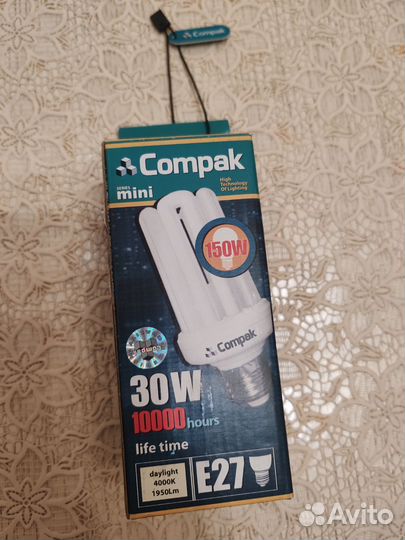 Compak
Compak
SERIES
mini
High
Technology
Of Lighting
150W
Compak
Compak
30W
10000 hours
life time
daylight
4000K
1950Lm
E27
Avito